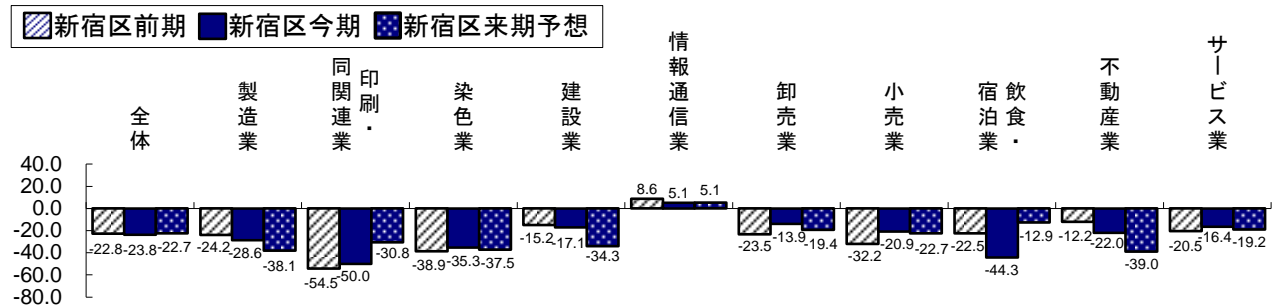 新宿区前期 新宿区今期 新宿区来期予想
全体
製造業
印刷・
同関連業
染色業
建設業
情報通信業
卸売業
小売業
飲食・
宿泊業
不動産業
サービス業
40.0
20.0
0.0
-20.0
-40.0
-60.0
-80.0
-22.8 -23.8 -22.7
-24.2 -28.6 -38.1
-54.5 -50.0 -30.8
-38.9 -35.3 -37.5
-15.2 -17.1 -34.3
8.6 5.1 5.1
-23.5 -13.9 -19.4
-32.2 -20.9 -22.7
-22.5 -44.3 -12.9
-12.2 -22.0 -39.0
-20.5 -16.4 -19.2